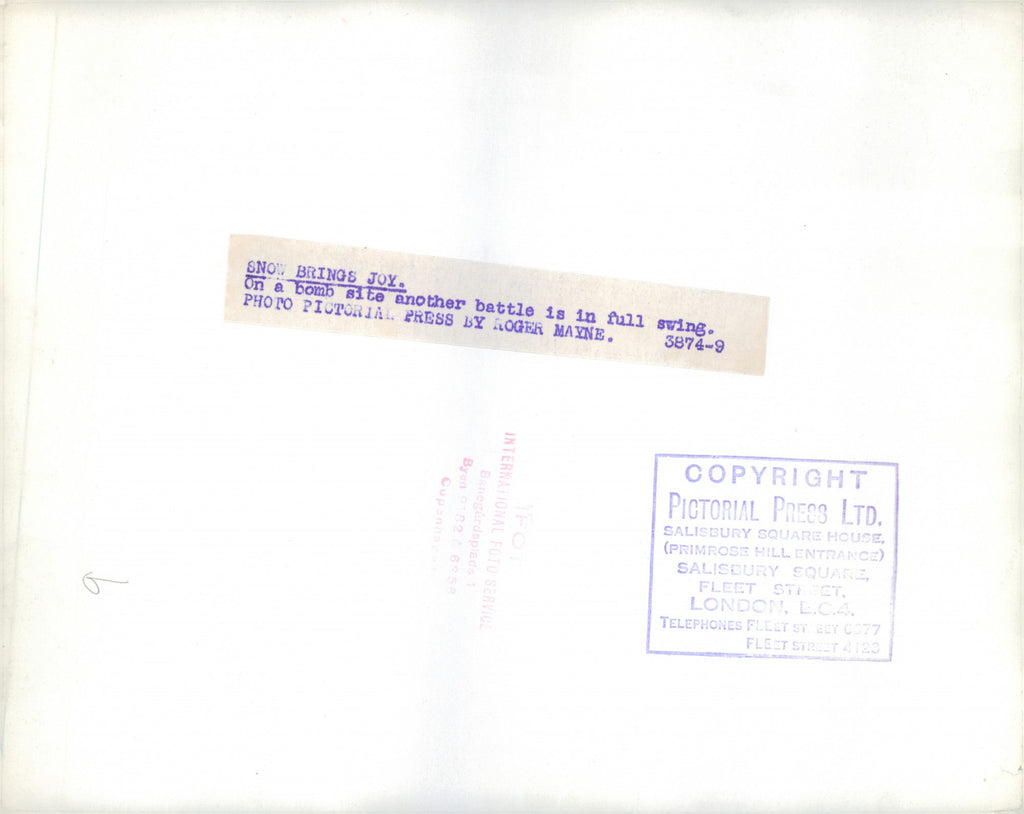 SNOW BRINGS JOY.
On a bomb site another battle is in full swing.
PHOTO PICTORIAL PRESS BY ROGER MAYNE. 3874-9
INTERNATIONAL FOTO SERVICE
COPYRIGHT
PICTORIAL PRESS LTD.
SALISBURY SQUARE HOUSE,
(PRIMROSE HILL ENTRANCE)
SALISBURY SQUARE,
FLEET STREET,
LONDON, E.C.4.
TELEPHONES FLEET STREET
FLEET STREET 4123